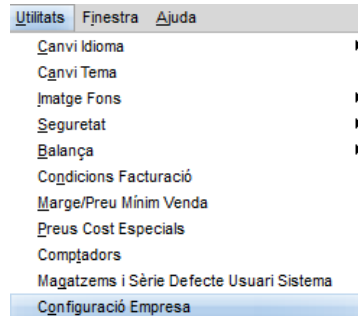 Utilitats Finestra Ajuda
Canvi Idioma
Canvi Tema
Imatge Fons
Seguretat
Balança
Condicions Facturació
Marge/Preu Mínim Venda
Preus Cost Especials
Comptadors
Magatzems i Sèrie Defecte Usuari Sistema
Configuració Empresa